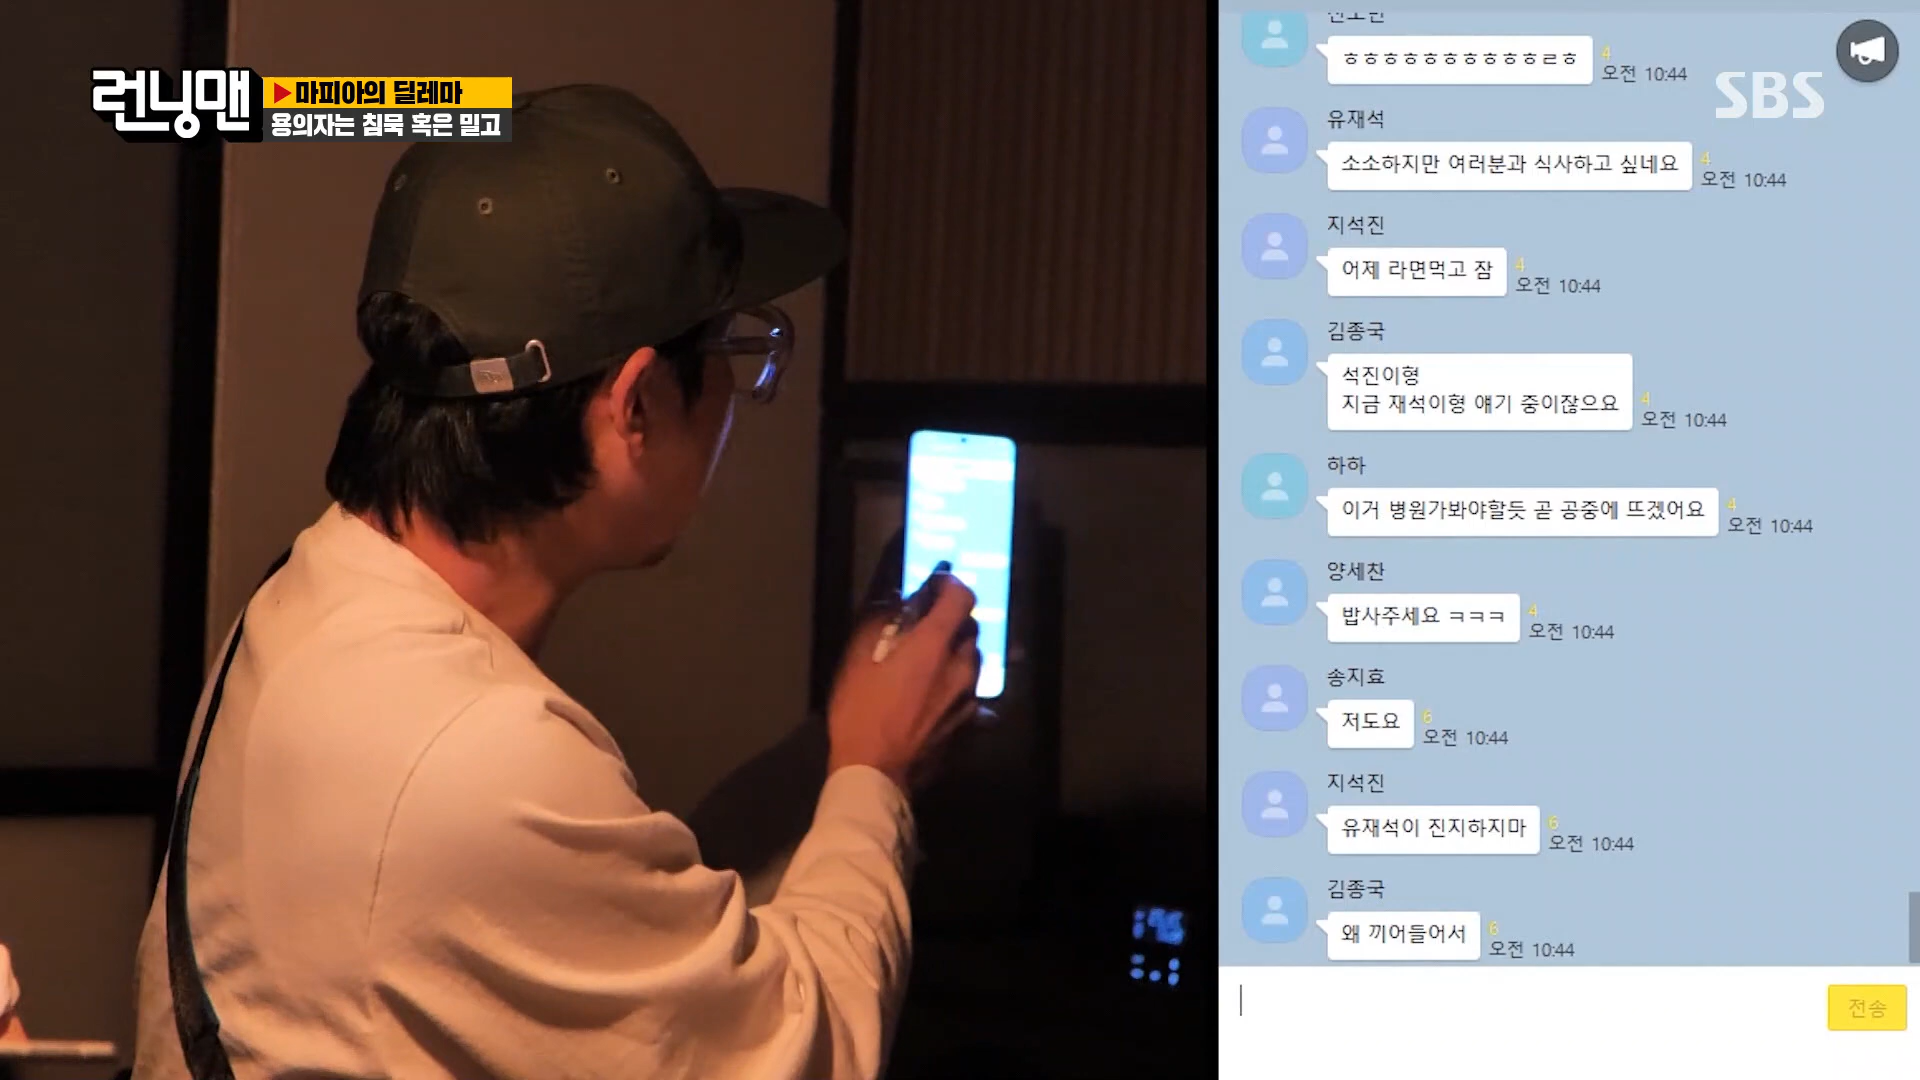 런닝맨
▶마피아의 딜레마
용의자는 침묵 혹은 밀고
SBS
ㅎㅎㅎㅎㅎㅎㅎㅎㅎㅎㄹㅎ
4
오전 10:44
유재석
소소하지만 여러분과 식사하고 싶네요
4
오전 10:44
지석진
어제 라면먹고 잠
4
오전 10:44
김종국
석진이형
지금 재석이형 얘기 중이잖으요
4
오전 10:44
하하
이거 병원가봐야할듯 곧 공중에 뜨겠어요
4
오전 10:44
양세찬
밥사주세요 ㅋㅋㅋ
4
오전 10:44
송지효
저도요
6
오전 10:44
지석진
유재석이 진지하지마
6
오전 10:44
김종국
왜 끼어들어서
6
오전 10:44
전송